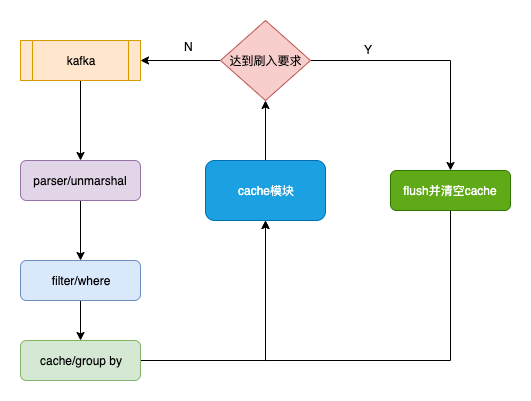 N
Y
达到刷入要求
kafka
parser/unmarshal
cache模块
flush并清空cache
filter/where
cache/group by